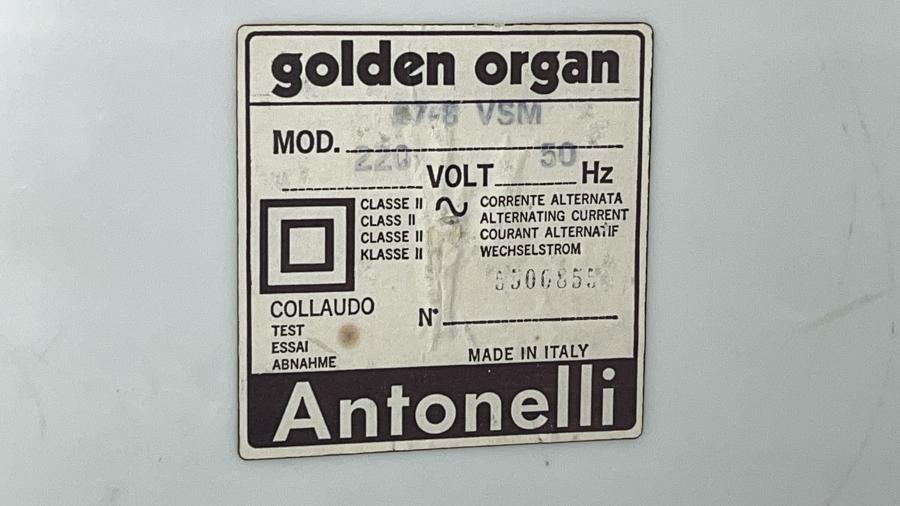 golden organ
VSM
MOD.
220 50
VOLT Hz
CLASSE II
CLASS II
CLASSE II
KLASSE II
CORRENTE ALTERNATA
ALTERNATING CURRENT
COURANT ALTERNATIF
WECHSELSTROM
COLLAUDO
TEST
ESSAI
ABNAHME
N°
MADE IN ITALY
Antonelli